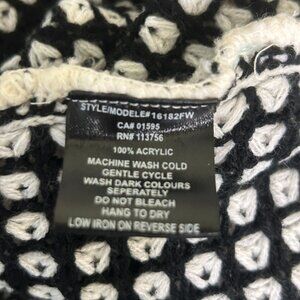 STYLE/MODELE#16182FW
CA# 01595
RN# 113756
100% ACRYLIC
MACHINE WASH COLD
GENTLE CYCLE
WASH DARK COLOURS
SEPERATELY
DO NOT BLEACH
HANG TO DRY
LOW IRON ON REVERSE SIDE